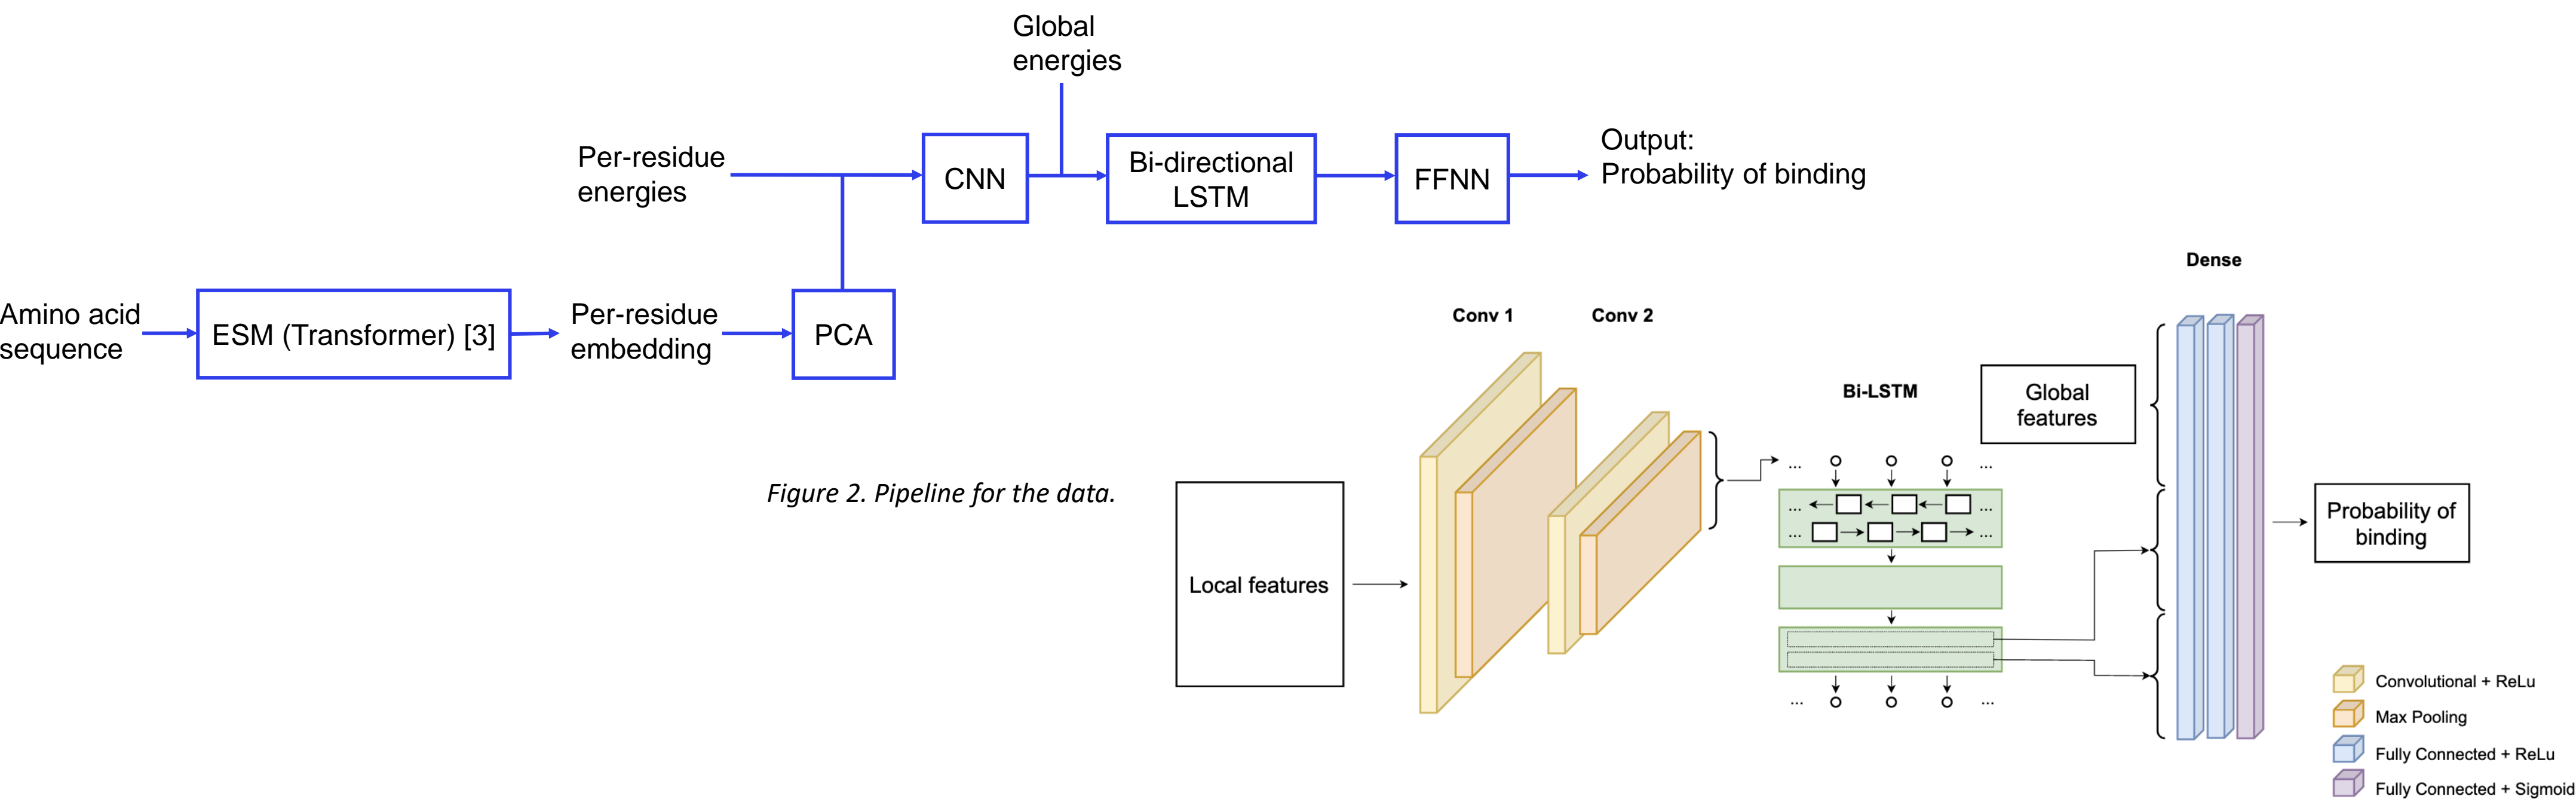 Global
energies
Per-residue
energies
CNN
Bi-directional
LSTM
FFNN
Output:
Probability of binding
Amino acid
sequence
ESM (Transformer) [3]
Per-residue
embedding
PCA
Figure 2. Pipeline for the data.
Dense
Conv 1
Conv 2
Bi-LSTM
Global
features
Local features
...
...
...
...
...
...
...
...
Probability of
binding
Convolutional + ReLu
Max Pooling
Fully Connected + ReLu
Fully Connected + Sigmoid